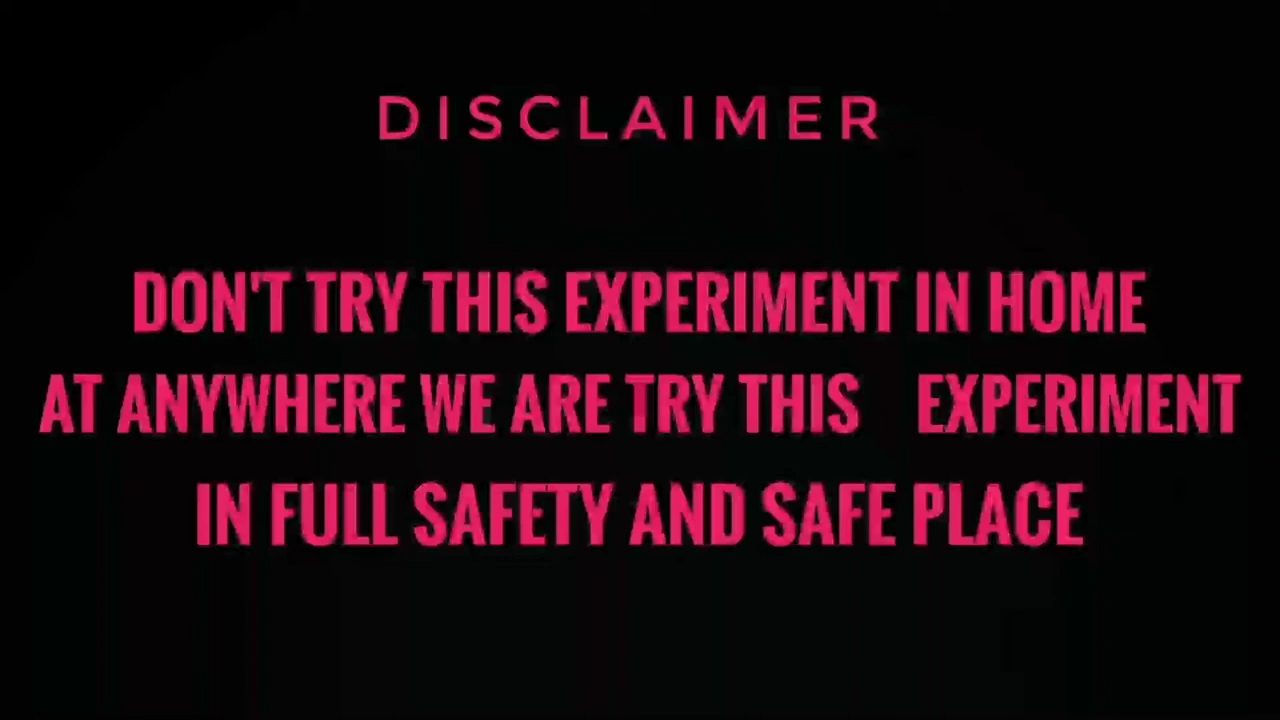 DISCLAIMER
DON'T TRY THIS EXPERIMENT IN HOME
AT ANYWHERE WE ARE TRY THIS EXPERIMENT
IN FULL SAFETY AND SAFE PLACE